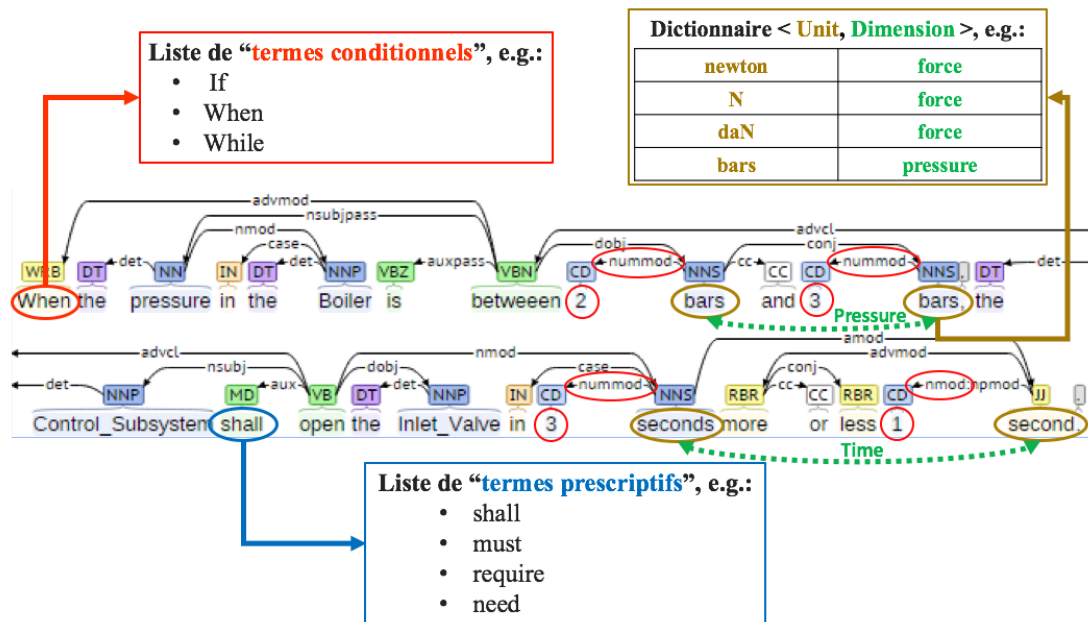 Liste de “termes conditionnels”, e.g.:
• If
• When
• While
Dictionnaire < Unit, Dimension >, e.g.:
newton force
N force
daN force
bars pressure
advmod
nsubjpass
nmod
case
advcl
dobj
conj
WRB DT det NN IN DT det NNP VBZ auxpass VBN CD nummod NNS cc CC CD nummod NNS , DT det
When the pressure in the Boiler is betweeen 2 bars and 3 bars, the
Pressure
advcl
nsubj
dobj
nmod
case
amod
advmod
conj
det NNP MD aux VB DT det NNP IN CD nummod NNS RBR cc CC RBR CD nmod:npmod JJ .
Control_Subsystem shall open the Inlet_Valve in 3 seconds more or less 1 second.
Time
Liste de “termes prescriptifs”, e.g.:
• shall
• must
• require
• need